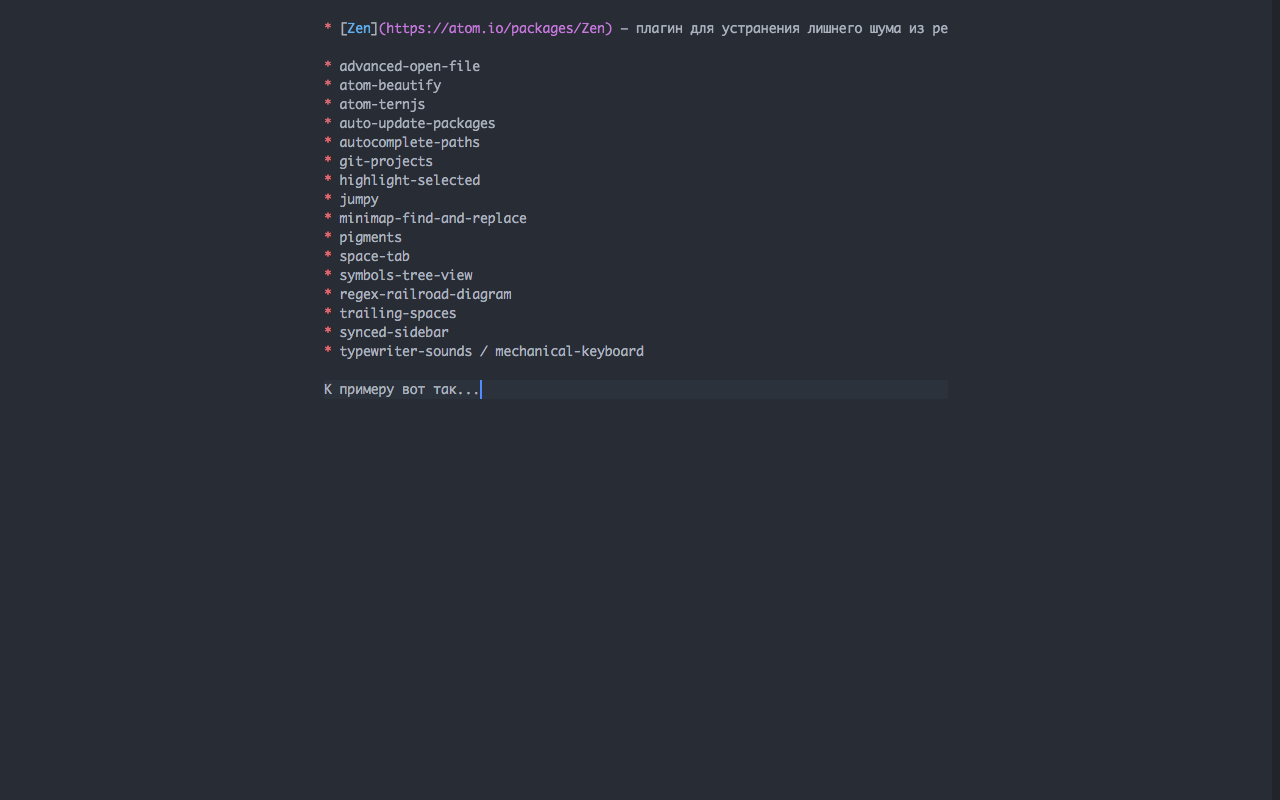 * [Zen](https://atom.io/packages/Zen) – плагин для устранения лишнего шума из ре
* advanced-open-file
* atom-beautify
* atom-ternjs
* auto-update-packages
* autocomplete-paths
* git-projects
* highlight-selected
* jumpy
* minimap-find-and-replace
* pigments
* space-tab
* symbols-tree-view
* regex-railroad-diagram
* trailing-spaces
* synced-sidebar
* typewriter-sounds / mechanical-keyboard
К примеру вот так...